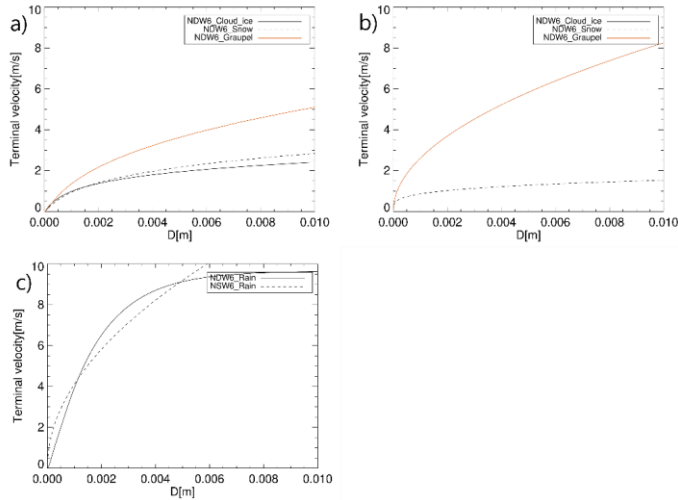 a)
10
8
6
4
2
0
Terminal velocity[m/s]
NDW6_Cloud_ice
NDW6_Snow
NDW6_Graupel
0.000 0.002 0.004 0.006 0.008 0.010
D[m]
b)
10
8
6
4
2
0
Terminal velocity[m/s]
NDW6_Cloud_ice
NDW6_Snow
NDW6_Graupel
0.000 0.002 0.004 0.006 0.008 0.010
D[m]
c)
10
8
6
4
2
0
Terminal velocity[m/s]
NDW6_Rain
NSW6_Rain
0.000 0.002 0.004 0.006 0.008 0.010
D[m]